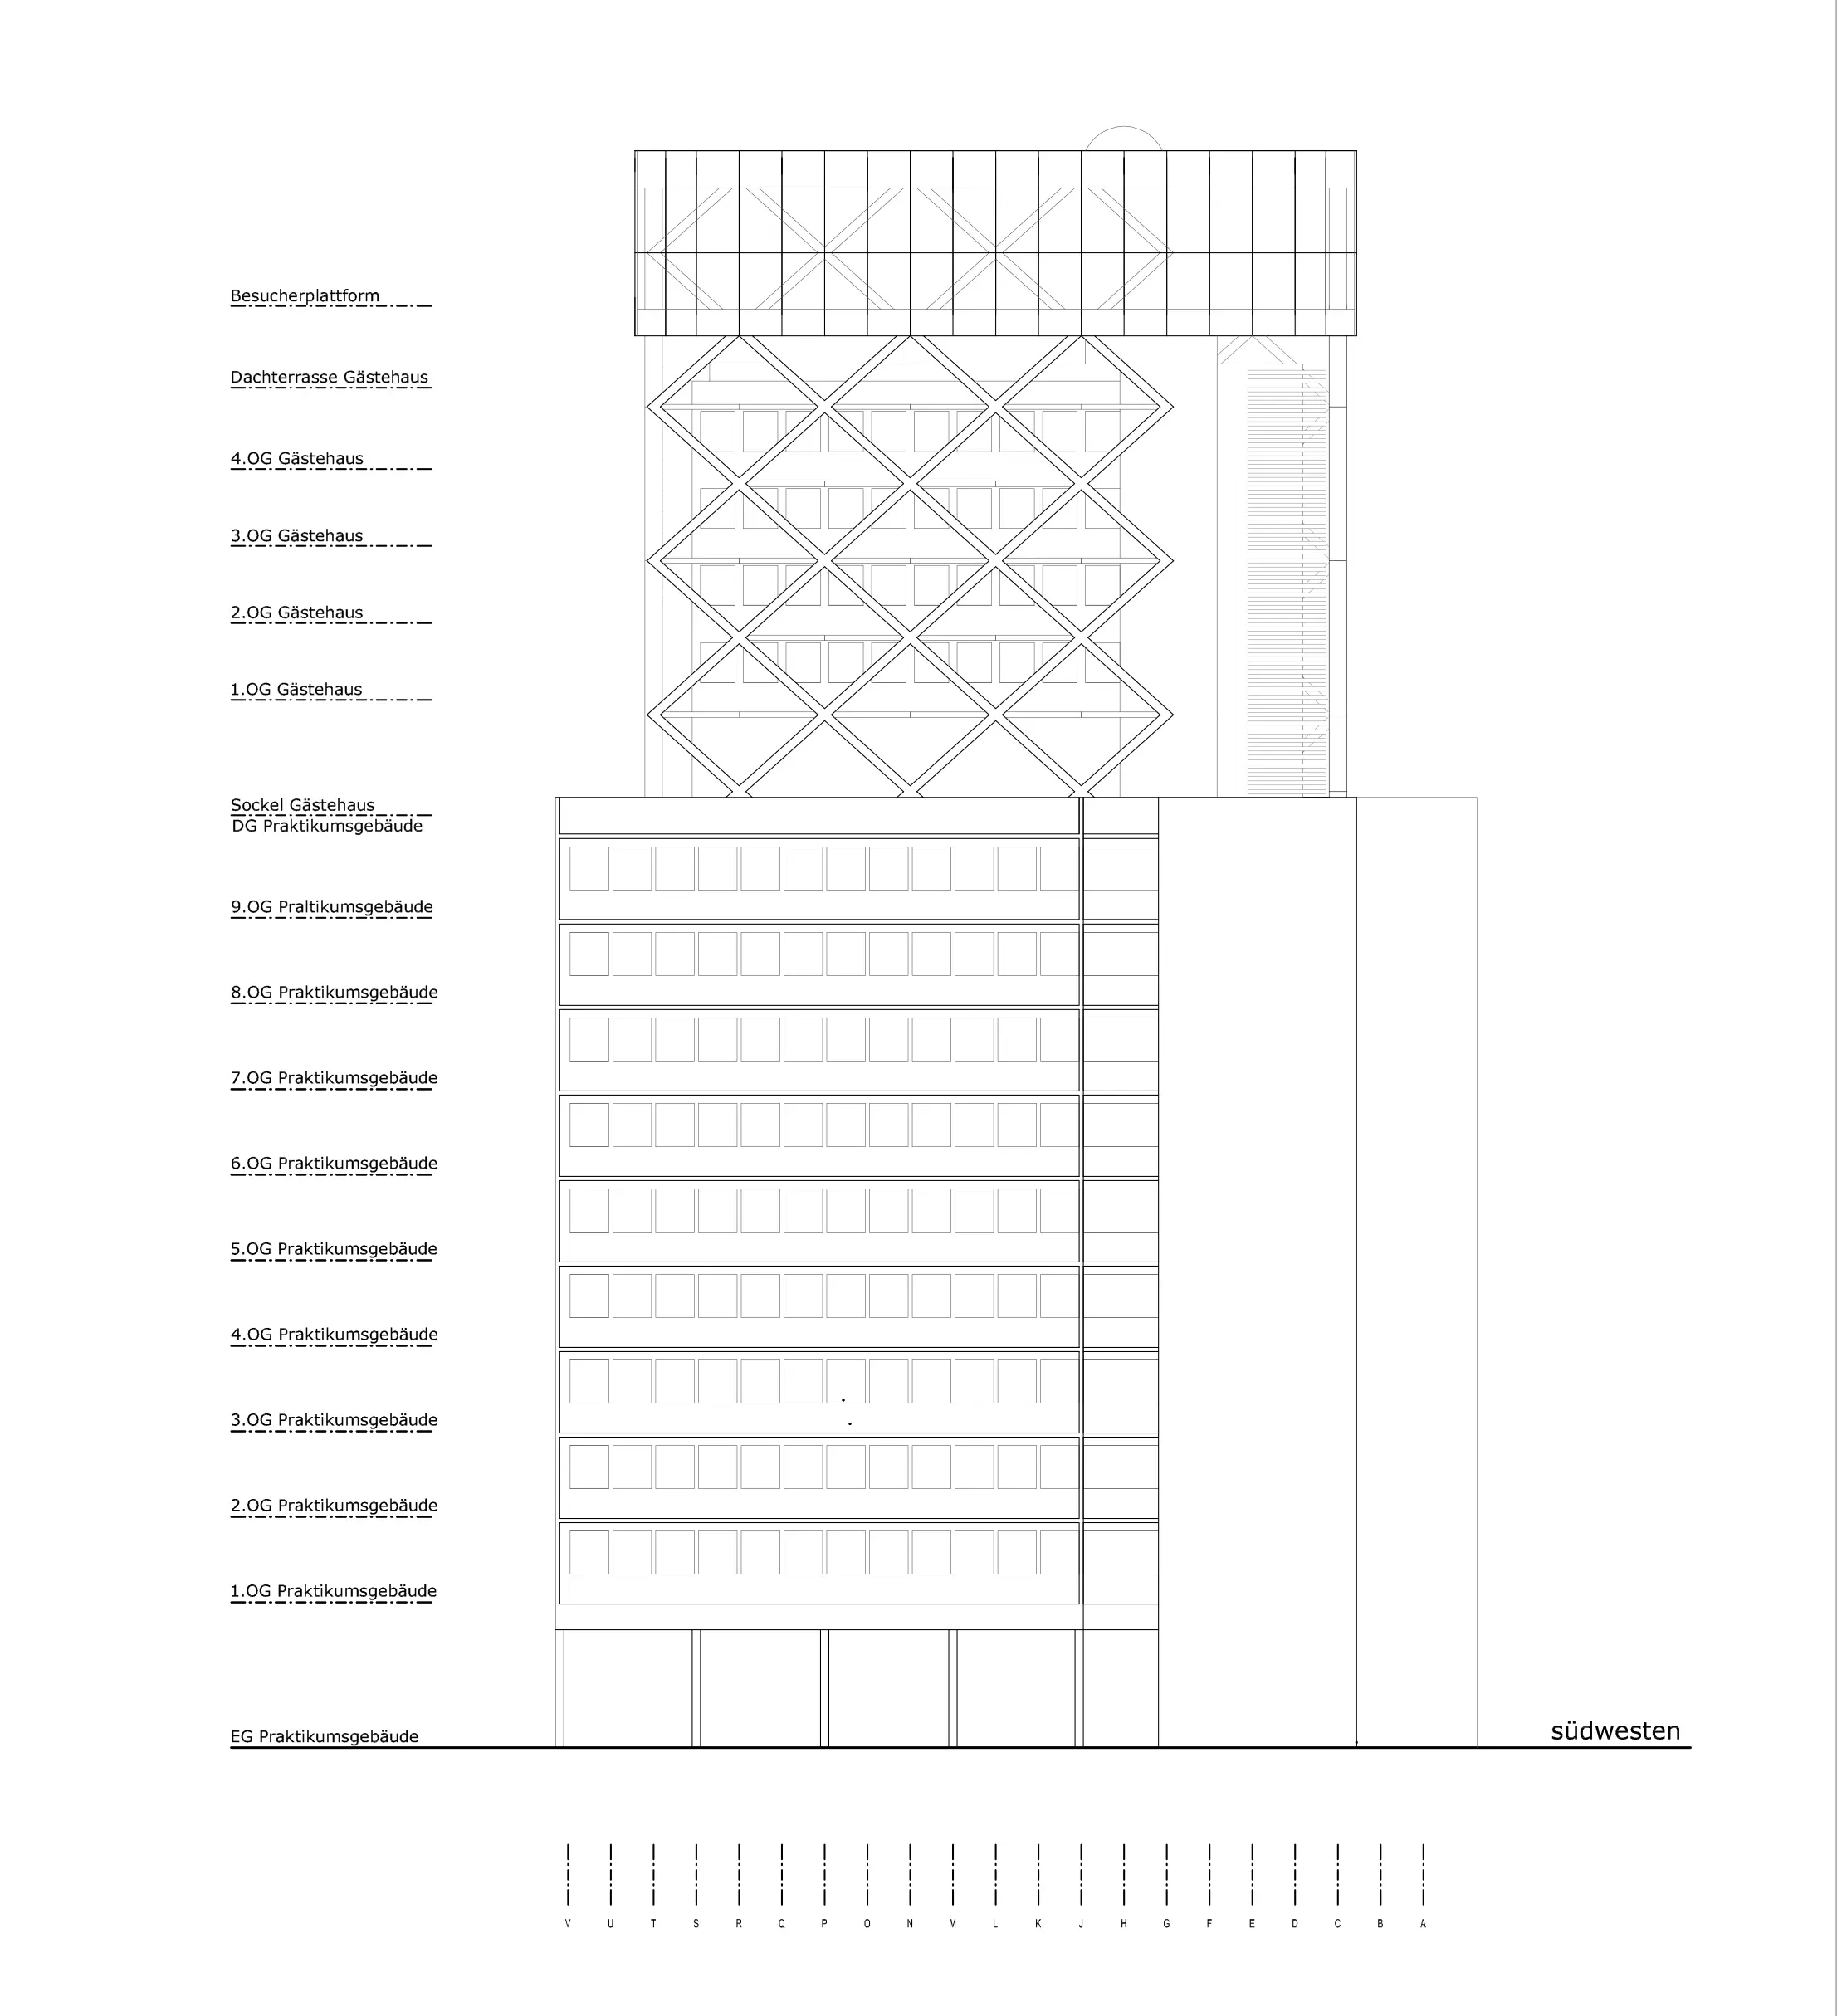 Besucherplattform
Dachterrasse Gästehaus
4.OG Gästehaus
3.OG Gästehaus
2.OG Gästehaus
1.OG Gästehaus
Sockel Gästehaus
DG Praktikumsgebäude
9.OG Praltikumsgebäude
8.OG Praktikumsgebäude
7.OG Praktikumsgebäude
6.OG Praktikumsgebäude
5.OG Praktikumsgebäude
4.OG Praktikumsgebäude
3.OG Praktikumsgebäude
2.OG Praktikumsgebäude
1.OG Praktikumsgebäude
EG Praktikumsgebäude
südwesten
V U T S R Q P O N M L K J H G F E D C B A